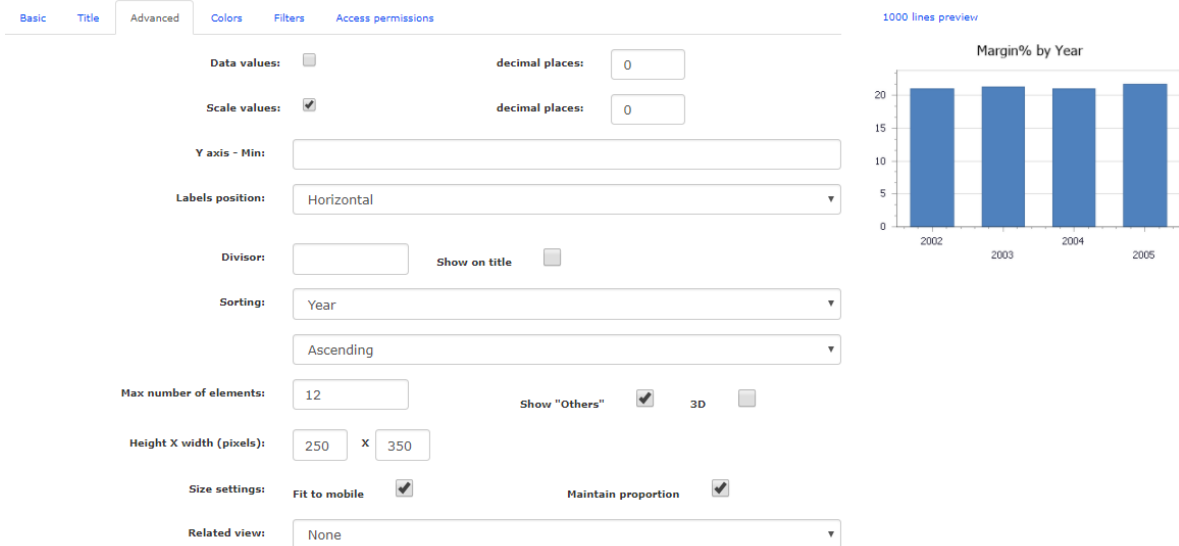 Basic Title Advanced Colors Filters Access permissions
1000 lines preview
Data values: decimal places: 0
Scale values: decimal places: 0
Y axis - Min:
Labels position: Horizontal
Divisor: Show on title
Sorting: Year
Ascending
Max number of elements: 12 Show "Others" 3D
Height X width (pixels): 250 X 350
Size settings: Fit to mobile Maintain proportion
Related view: None
Margin% by Year
20
15
10
5
0
2002 2004
2003 2005